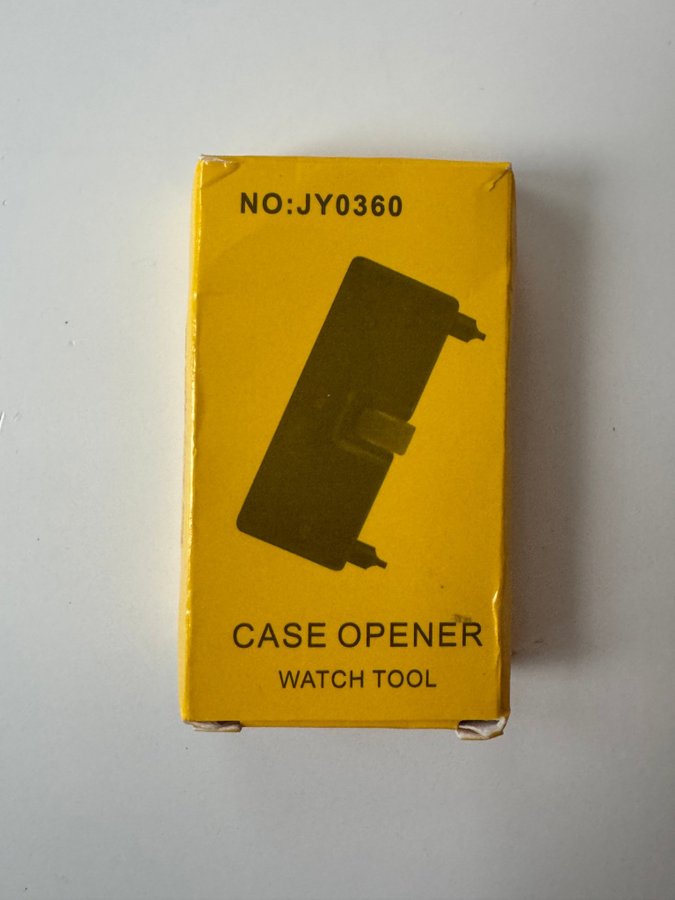 NO:JY0360
CASE OPENER
WATCH TOOL